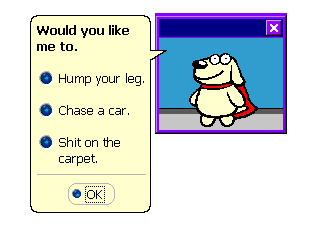 Would you like
me to.
Hump your leg.
Chase a car.
Shit on the
carpet.
OK